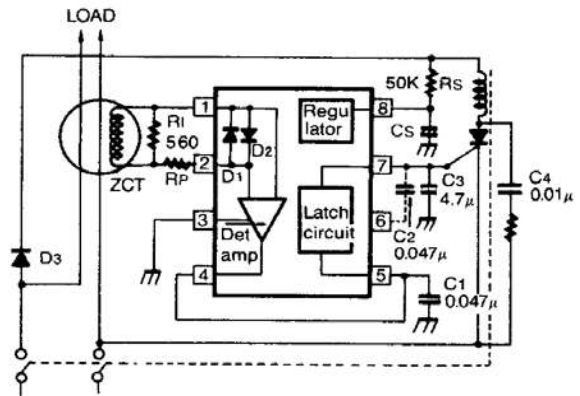 LOAD
50K
RS
1
8
RI
560
D1
D2
Regu
lator
CS
ZCT
RP
2
7
C3
4.7μ
C4
0.01μ
3
Det
amp
Latch
circuit
6
C2
0.047μ
D3
4
5
C1
0.047μ